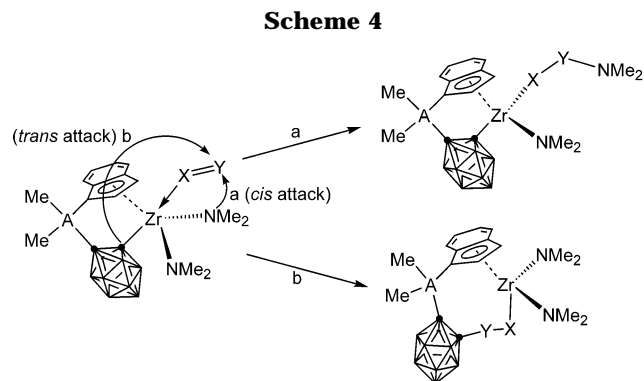 Scheme 4
Me
Me
A
(trans attack) b
X=Y
a (cis attack)
Zr
NMe2
NMe2
a
Me
Me
A
Zr
X
Y
NMe2
NMe2
b
Me
Me
A
Zr
NMe2
NMe2
Y-X